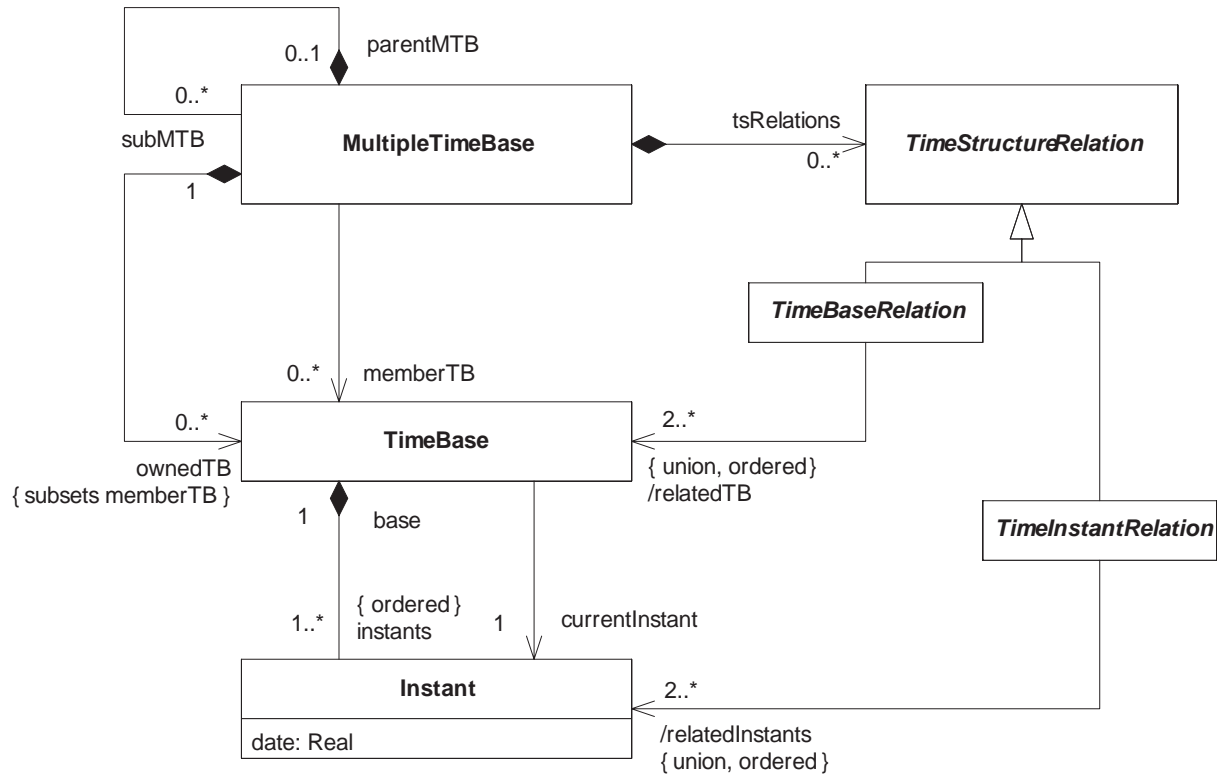 parentMTB
0..1
0..*
subMTB
MultipleTimeBase
tsRelations
0..*
TimeStructureRelation
1
TimeBaseRelation
0..*
memberTB
0..*
TimeBase
2..*
ownedTB
{ subsets memberTB }
{ union, ordered }
/relatedTB
1
base
TimeInstantRelation
{ ordered }
1..*
instants
1
currentInstant
Instant
2..*
date: Real
/relatedInstants
{ union, ordered }